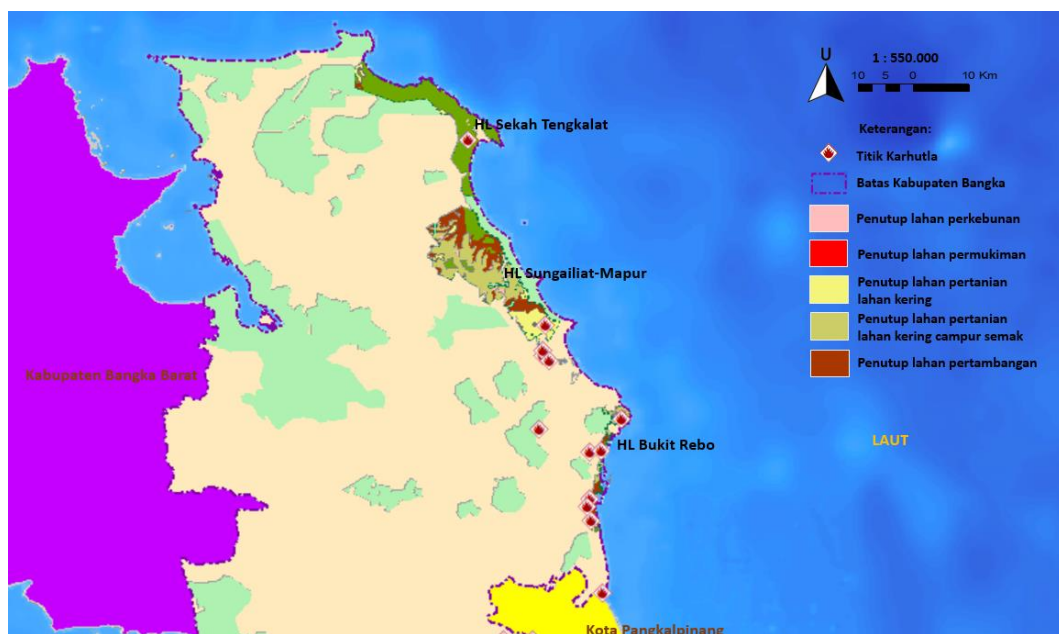 U
1 : 550.000
10 5 0 10 Km
HL Sekah Tengkalat
Keterangan:
Titik Karhutla
Batas Kabupaten Bangka
Penutup lahan perkebunan
Penutup lahan permukiman
HL Sungailiat-Mapur
Penutup lahan pertanian
lahan kering
Penutup lahan pertanian
lahan kering campur semak
Penutup lahan pertambangan
Kabupaten Bangka Barat
HL Bukit Rebo
LAUT
Kota Pangkalpinang